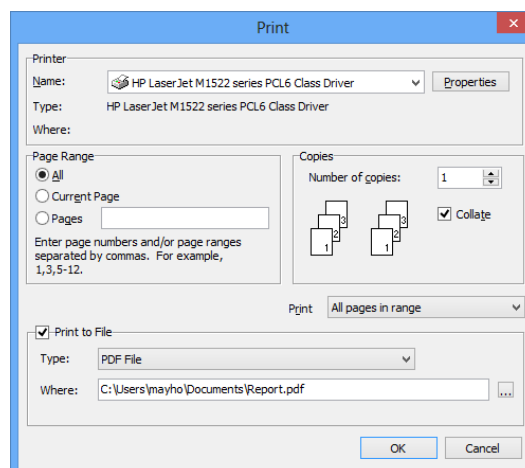 Print
Printer
Name: HP LaserJet M1522 series PCL6 Class Driver Properties
Type: HP LaserJet M1522 series PCL6 Class Driver
Where:
Page Range
All
Current Page
Pages
Enter page numbers and/or page ranges
separated by commas. For example,
1,3,5-12.
Copies
Number of copies: 1
3 3
2 2
1 1
Collate
Print All pages in range
Print to File
Type: PDF File
Where: C:\Users\mayho\Documents\Report.pdf ...
OK Cancel